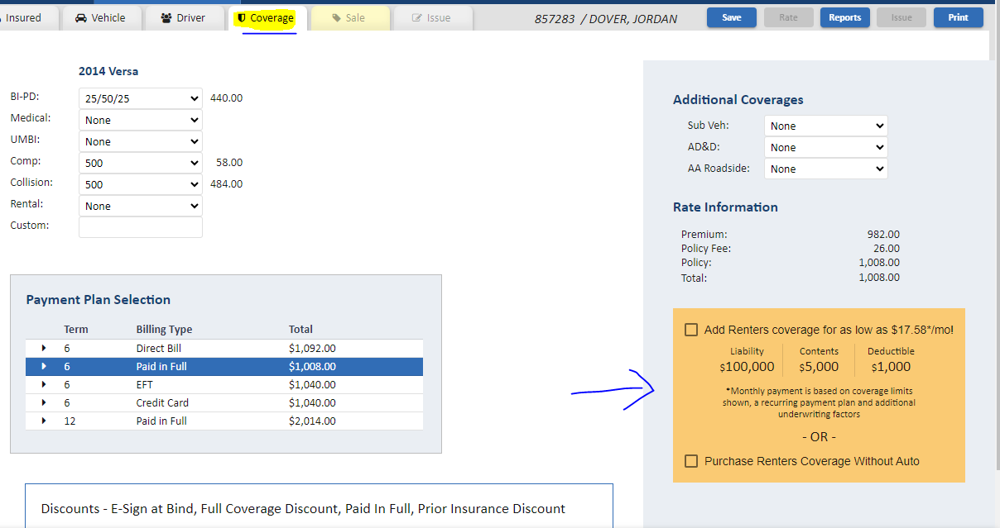 Insured Vehicle Driver Coverage Sale Issue 857283 / DOVER, JORDAN Save Rate Reports Issue Print
2014 Versa
BI-PD: 25/50/25 440.00
Medical: None
UMBI: None
Comp: 500 58.00
Collision: 500 484.00
Rental: None
Custom:
Payment Plan Selection
Term Billing Type Total
6 Direct Bill $1,092.00
6 Paid in Full $1,008.00
6 EFT $1,040.00
6 Credit Card $1,040.00
12 Paid in Full $2,014.00
Discounts - E-Sign at Bind, Full Coverage Discount, Paid In Full, Prior Insurance Discount
Additional Coverages
Sub Veh: None
AD&D: None
AA Roadside: None
Rate Information
Premium: 982.00
Policy Fee: 26.00
Policy: 1,008.00
Total: 1,008.00
Add Renters coverage for as low as $17.58*/mo!
Liability Contents Deductible
$100,000 $5,000 $1,000
*Monthly payment is based on coverage limits
shown, a recurring payment plan and additional
underwriting factors
- OR -
Purchase Renters Coverage Without Auto